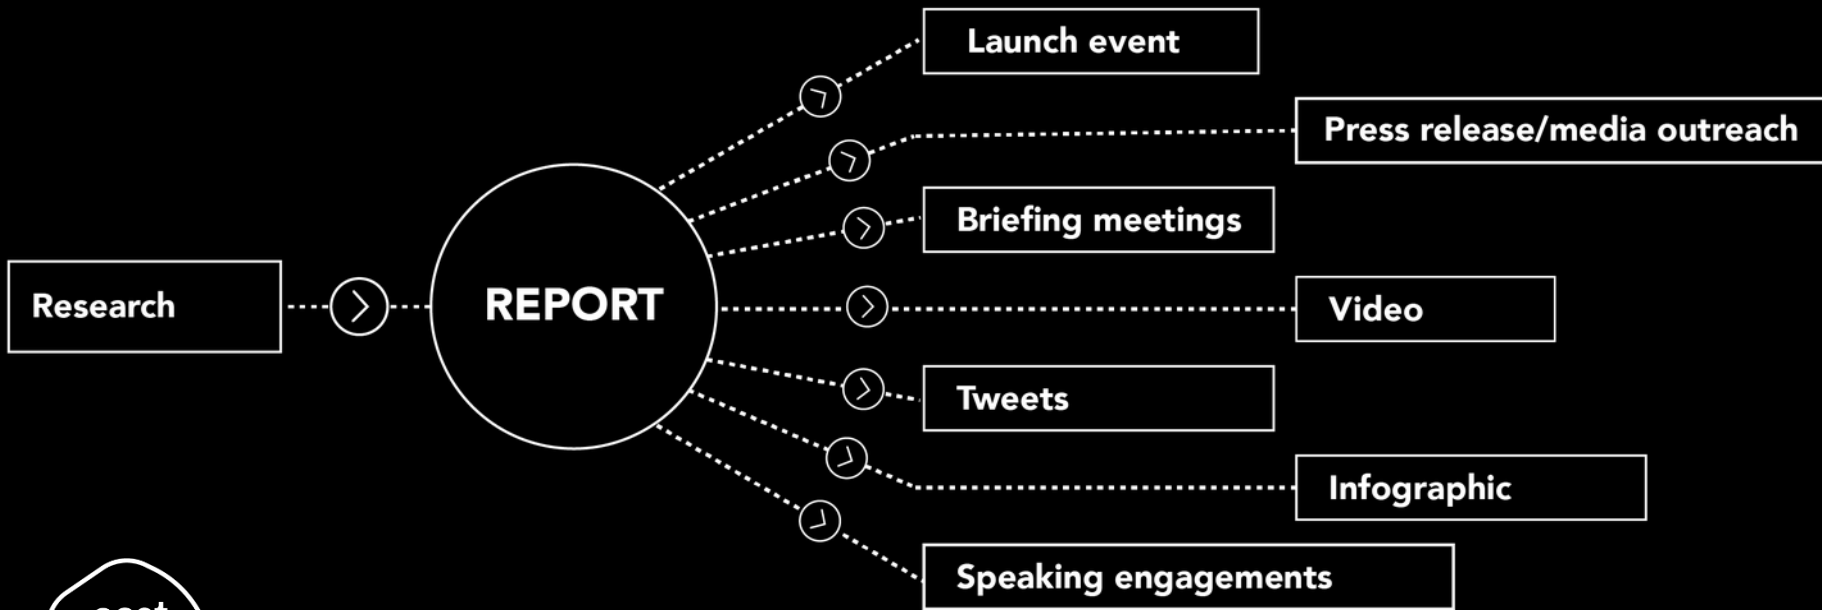 Launch event
Press release/media outreach
Briefing meetings
Research
REPORT
Video
Tweets
Infographic
Speaking engagements